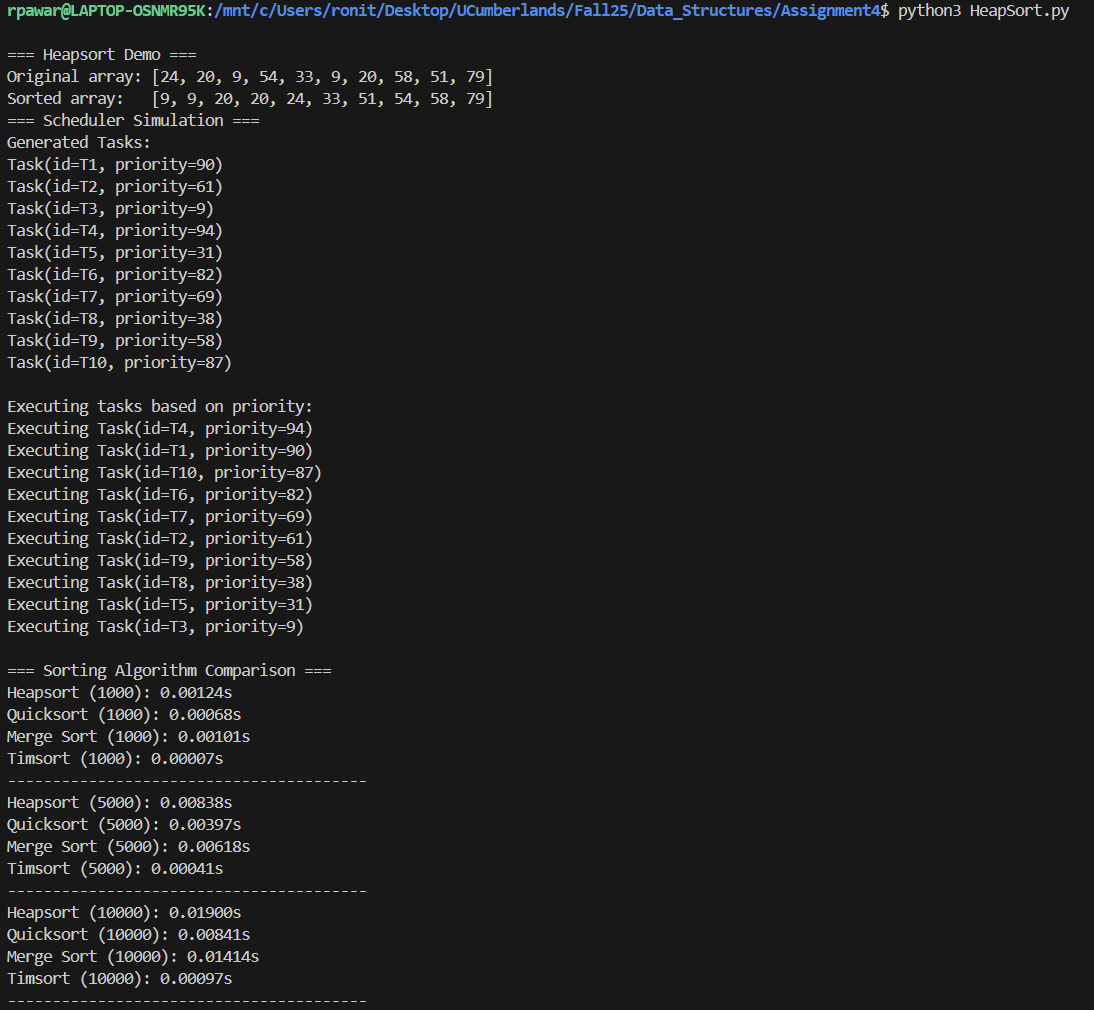 rpawar@LAPTOP-OSNMR95K:/mnt/c/Users/ronit/Desktop/UCumberlands/Fall25/Data_Structures/Assignment4$ python3 HeapSort.py

=== Heapsort Demo ===
Original array: [24, 20, 9, 54, 33, 9, 20, 58, 51, 79]
Sorted array:   [9, 9, 20, 20, 24, 33, 51, 54, 58, 79]
=== Scheduler Simulation ===
Generated Tasks:
Task(id=T1, priority=90)
Task(id=T2, priority=61)
Task(id=T3, priority=9)
Task(id=T4, priority=94)
Task(id=T5, priority=31)
Task(id=T6, priority=82)
Task(id=T7, priority=69)
Task(id=T8, priority=38)
Task(id=T9, priority=58)
Task(id=T10, priority=87)

Executing tasks based on priority:
Executing Task(id=T4, priority=94)
Executing Task(id=T1, priority=90)
Executing Task(id=T10, priority=87)
Executing Task(id=T6, priority=82)
Executing Task(id=T7, priority=69)
Executing Task(id=T2, priority=61)
Executing Task(id=T9, priority=58)
Executing Task(id=T8, priority=38)
Executing Task(id=T5, priority=31)
Executing Task(id=T3, priority=9)

=== Sorting Algorithm Comparison ===
Heapsort (1000): 0.00124s
Quicksort (1000): 0.00068s
Merge Sort (1000): 0.00101s
Timsort (1000): 0.00007s
----------------------------------------
Heapsort (5000): 0.00838s
Quicksort (5000): 0.00397s
Merge Sort (5000): 0.00618s
Timsort (5000): 0.00041s
----------------------------------------
Heapsort (10000): 0.01900s
Quicksort (10000): 0.00841s
Merge Sort (10000): 0.01414s
Timsort (10000): 0.00097s
----------------------------------------